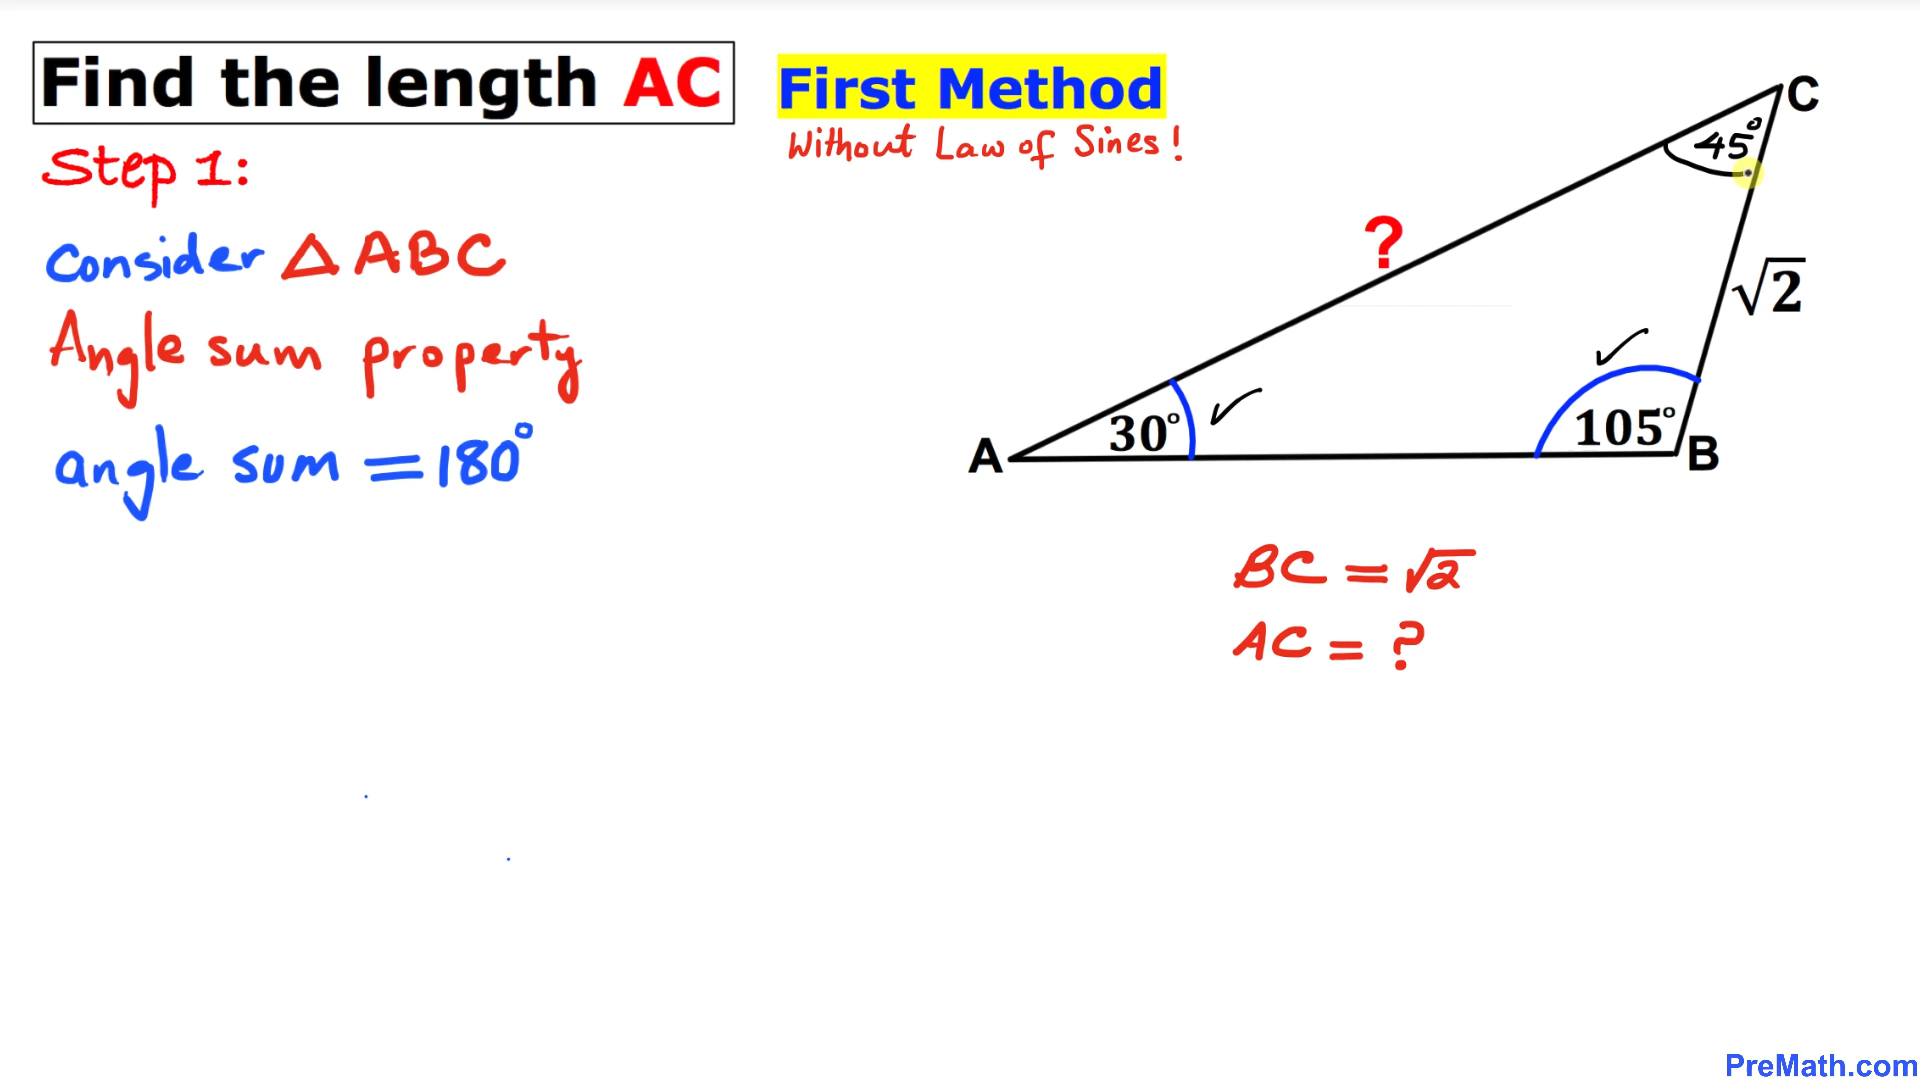 Find the length AC
First Method
Without Law of Sines!
Step 1:
Consider △ABC
Angle sum property
angle sum = 180°
C
45°
?
√2
30°
105°
A
B
BC = √2
AC = ?
PreMath.com